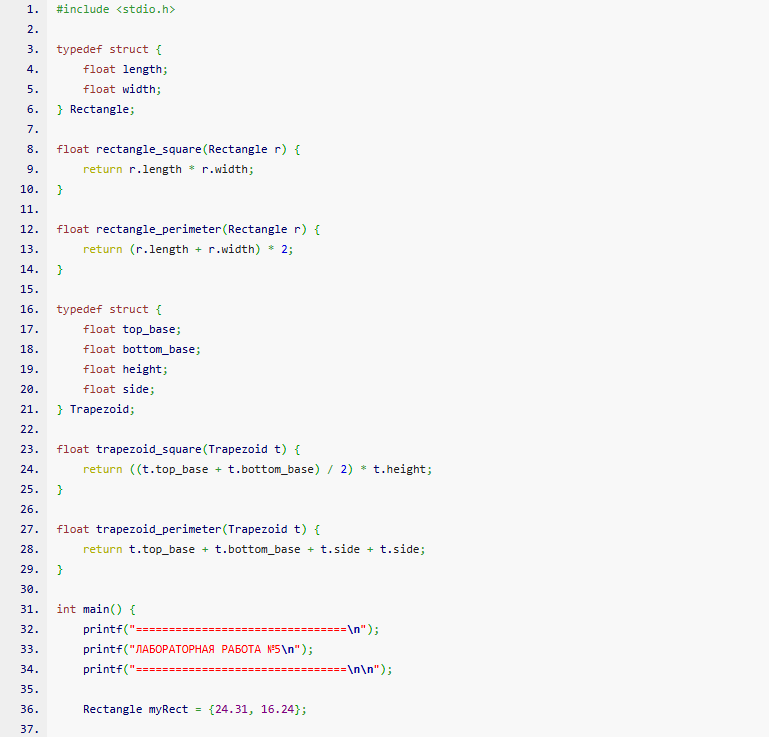 1. #include <stdio.h>
2.
3. typedef struct {
4.     float length;
5.     float width;
6. } Rectangle;
7.
8. float rectangle_square(Rectangle r) {
9.     return r.length * r.width;
10. }
11.
12. float rectangle_perimeter(Rectangle r) {
13.     return (r.length + r.width) * 2;
14. }
15.
16. typedef struct {
17.     float top_base;
18.     float bottom_base;
19.     float height;
20.     float side;
21. } Trapezoid;
22.
23. float trapezoid_square(Trapezoid t) {
24.     return ((t.top_base + t.bottom_base) / 2) * t.height;
25. }
26.
27. float trapezoid_perimeter(Trapezoid t) {
28.     return t.top_base + t.bottom_base + t.side + t.side;
29. }
30.
31. int main() {
32.     printf("================================\n");
33.     printf("ЛАБОРАТОРНАЯ РАБОТА №5\n");
34.     printf("================================\n\n");
35.
36.     Rectangle myRect = {24.31, 16.24};
37.